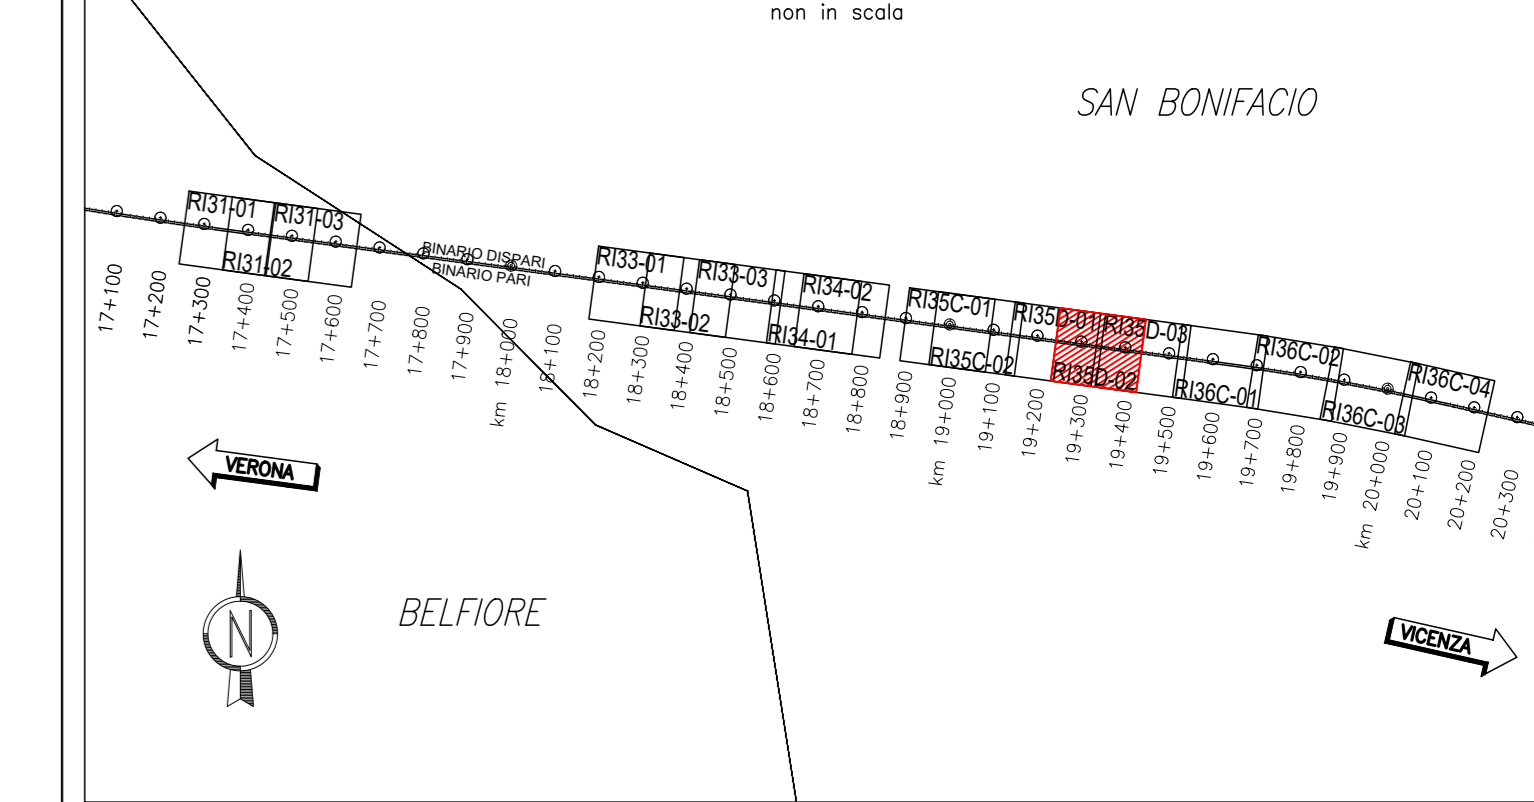 non in scala
SAN BONIFACIO
RI31-01
RI31-03
RI31-02
BINARIO DISPARI
BINARIO PARI
RI33-01
RI33-03
RI34-02
RI33-02
RI34-01
RI35C-01
RI35D-01
RI35D-03
RI35C-02
RI35D-02
RI36C-02
RI36C-04
RI36C-01
RI36C-03
17+100
17+200
17+300
17+400
17+500
17+600
17+700
17+800
17+900
km 18+000
18+100
18+200
18+300
18+400
18+500
18+600
18+700
18+800
18+900
km 19+000
19+100
19+200
19+300
19+400
19+500
19+600
19+700
19+800
19+900
km 20+000
20+100
20+200
20+300
VERONA
N
BELFIORE
VICENZA